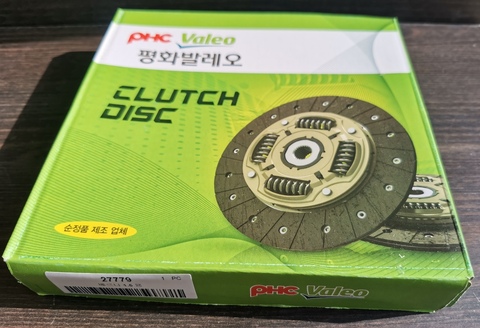 PHC Valeo
평화발레오
CLUTCH
DISC
순정품 제조 업체
27779
1 PC
PHC Valeo